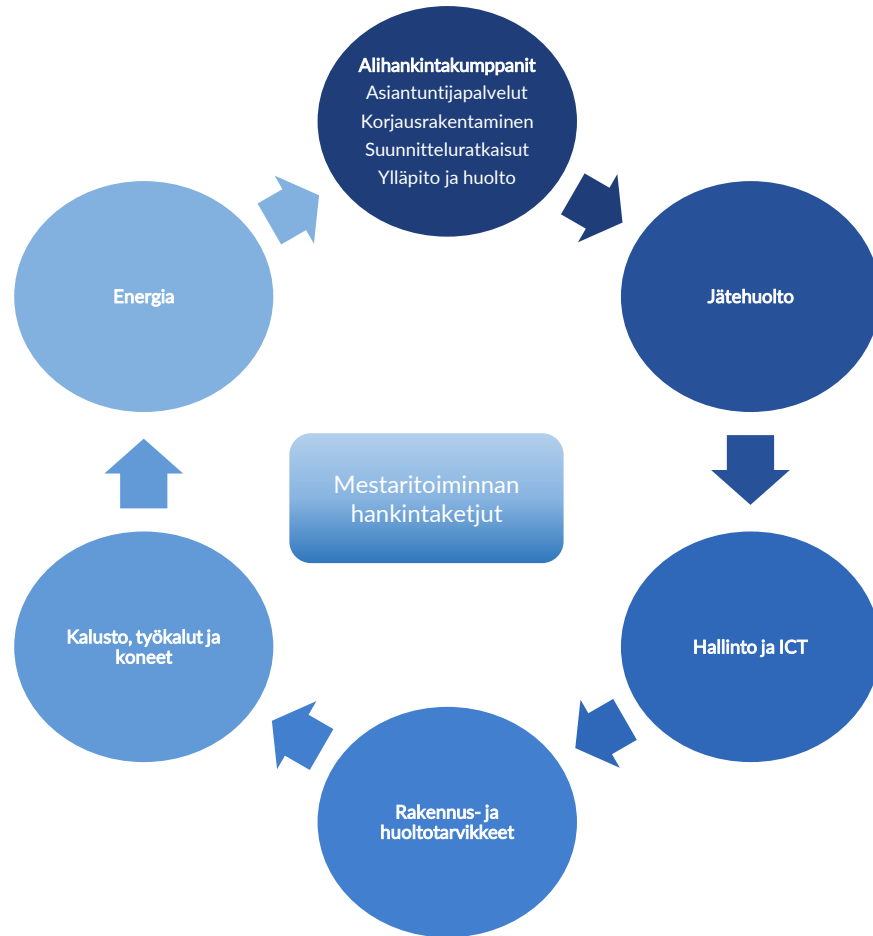 Alihankintakumppanit
Asiantuntijapalvelut
Korjausrakentaminen
Suunnitteluratkaisut
Ylläpito ja huolto
Energia
Jätehuolto
Mestaritoiminnan
hankintaketjut
Kalusto, työkalut ja
koneet
Hallinto ja ICT
Rakennus- ja
huoltotarvikkeet